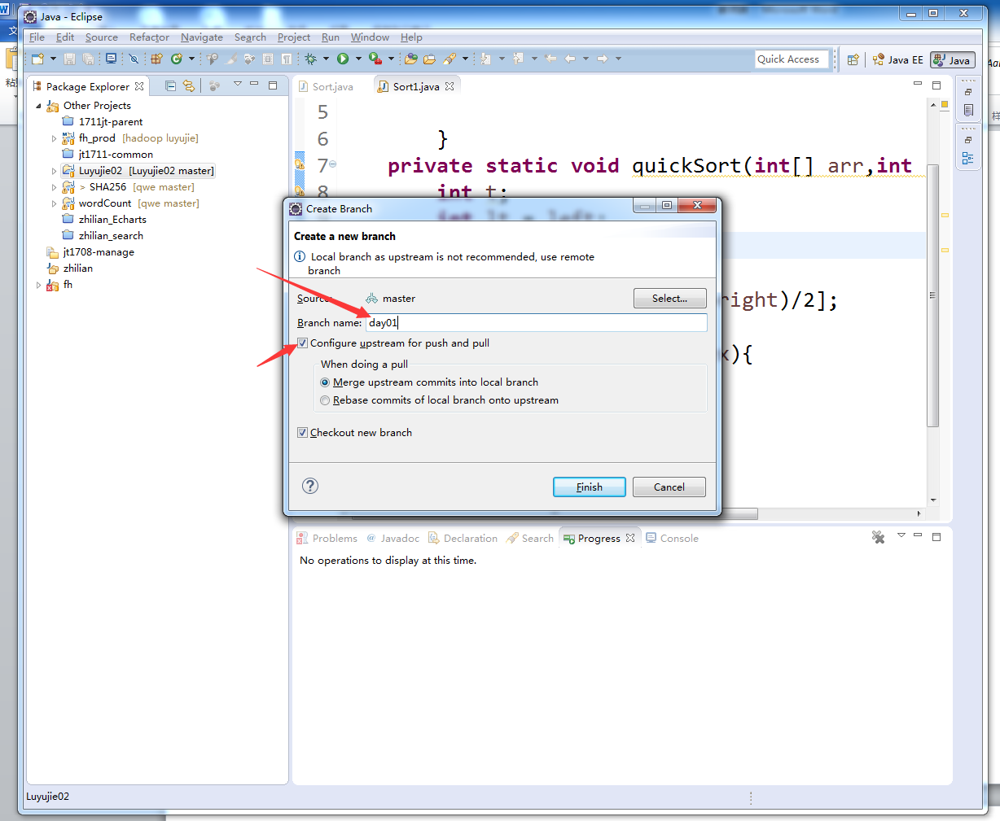 W
Java - Eclipse
文
File Edit Source Refactor Navigate Search Project Run Window Help
Quick Access
Java EE
Java
Package Explorer
Sort.java
Sort1.java
Other Projects
1711jt-parent
fh_prod [hadoop luyujie]
jt1711-common
Luyujie02 [Luyujie02 master]
> SHA256 [qwe master]
wordCount [qwe master]
zhilian_Echarts
zhilian_search
jt1708-manage
zhilian
fh
5
6 }
7 private static void quickSort(int[] arr,int
8 int t;
int lt = left;
right)/2];
x){
Create Branch
Create a new branch
Local branch as upstream is not recommended, use remote
branch
Source: master
Select...
Branch name: day01
Configure upstream for push and pull
When doing a pull
Merge upstream commits into local branch
Rebase commits of local branch onto upstream
Checkout new branch
?
Finish
Cancel
Problems @ Javadoc Declaration Search Progress Console
No operations to display at this time.
Luyujie02
样